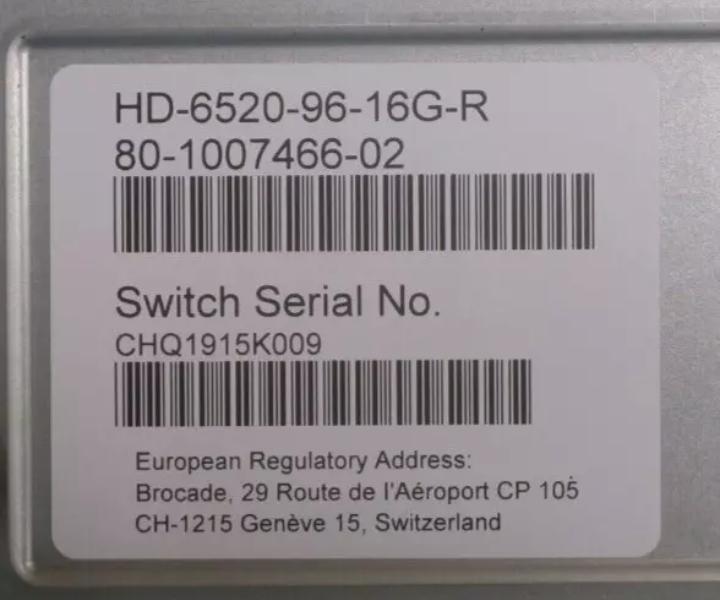 HD-6520-96-16G-R
80-1007466-02
Switch Serial No.
CHQ1915K009
European Regulatory Address:
Brocade, 29 Route de l'Aéroport CP 105
CH-1215 Genève 15, Switzerland